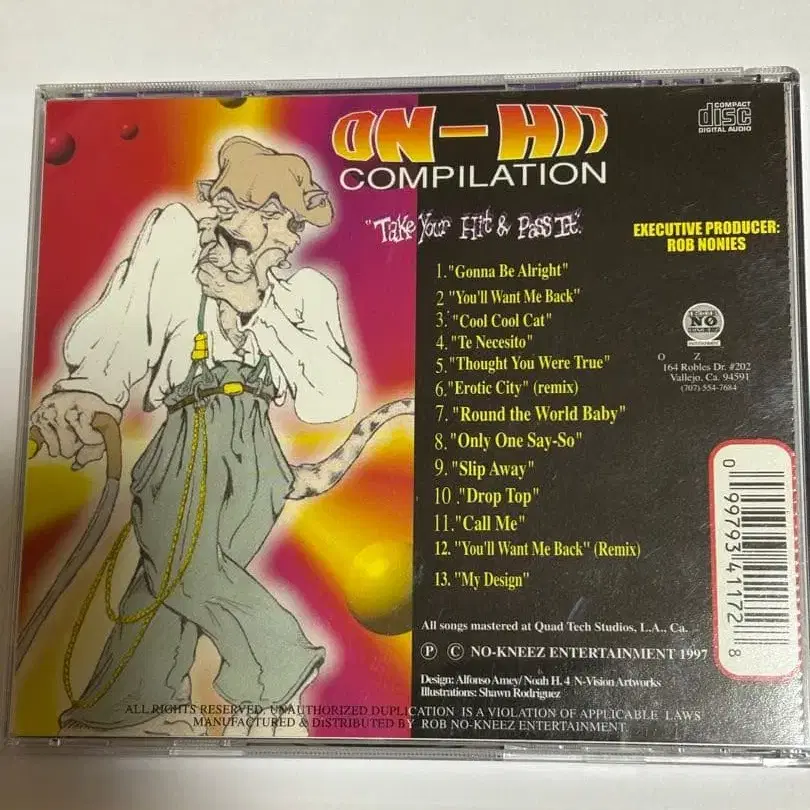 ON-HIT
COMPILATION
COMPACT
disc
DIGITAL AUDIO
"Take Your Hit & Pass It"
EXECUTIVE PRODUCER:
ROB NONIES
1. "Gonna Be Alright"
2 "You'll Want Me Back"
3. "Cool Cool Cat"
4. "Te Necesito"
5. "Thought You Were True"
6. "Erotic City" (remix)
7. "Round the World Baby"
8. "Only One Say-So"
9. "Slip Away"
10 ."Drop Top"
11. "Call Me"
12. "You'll Want Me Back" (Remix)
13. "My Design"
NO
O Z
164 Robles Dr. #202
Vallejo, Ca. 94591
(707) 554-7684
0 99793 41172 8
All songs mastered at Quad Tech Studios, L.A., Ca.
Ⓟ © NO-KNEEZ ENTERTAINMENT 1997
Design: Alfonso Amey/ Noah H. 4 N-Vision Artworks
Illustrations: Shawn Rodriguez
ALL RIGHTS RESERVED. UNAUTHORIZED DUPLICATION IS A VIOLATION OF APPLICABLE LAWS
MANUFACTURED & DiSTRIBUTED BY ROB NO-KNEEZ ENTERTAINMENT